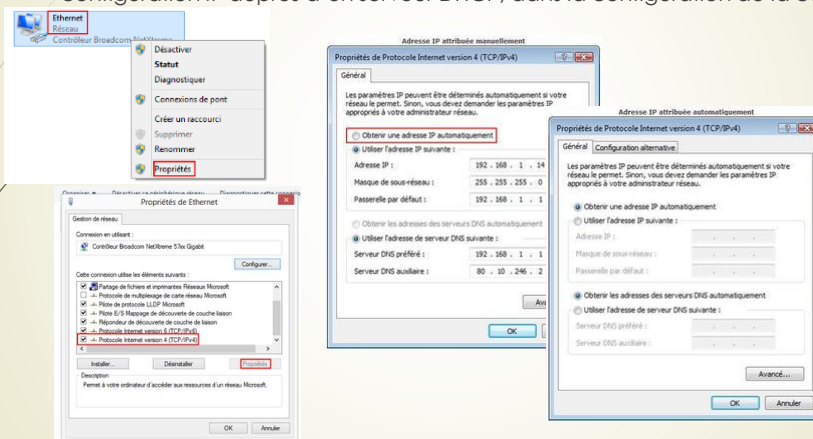 Ethernet
Réseau
Contrôleur Broadcom NetXtreme
Désactiver
Statut
Diagnostiquer
Connexions de pont
Créer un raccourci
Supprimer
Renommer
Propriétés
Propriétés de Ethernet
Gestion de réseau
Connexion en utilisant :
Contrôleur Broadcom NetXtreme 57xx Gigabit
Configurer...
Cette connexion utilise les éléments suivants :
Partage de fichiers et imprimantes Réseaux Microsoft
Protocole de multiplexage de carte réseau Microsoft
Pilote de protocole LLDP Microsoft
Pilote E/S Mappage de découverte de couche liaison
Répondeur de découverte de couche de liaison
Protocole Internet version 6 (TCP/IPv6)
Protocole Internet version 4 (TCP/IPv4)
Installer...
Désinstaller
Propriétés
Description
Permet à votre ordinateur d'accéder aux ressources d'un réseau Microsoft.
OK
Annuler
Adresse IP attribuée manuellement
Propriétés de Protocole Internet version 4 (TCP/IPv4)
Général
Les paramètres IP peuvent être déterminés automatiquement si votre
réseau le permet. Sinon, vous devez demander les paramètres IP
appropriés à votre administrateur réseau.
Obtenir une adresse IP automatiquement
Utiliser l'adresse IP suivante :
Adresse IP : 192 . 168 . 1 . 14
Masque de sous-réseau : 255 . 255 . 255 . 0
Passerelle par défaut : 192 . 168 . 1 . 1
Obtenir les adresses des serveurs DNS automatiquement
Utiliser l'adresse de serveur DNS suivante :
Serveur DNS préféré : 192 . 168 . 1 . 1
Serveur DNS auxiliaire : 80 . 10 . 246 . 2
OK
Adresse IP attribuée automatiquement
Propriétés de Protocole Internet version 4 (TCP/IPv4)
Général Configuration alternative
Les paramètres IP peuvent être déterminés automatiquement si votre
réseau le permet. Sinon, vous devez demander les paramètres IP
appropriés à votre administrateur réseau.
Obtenir une adresse IP automatiquement
Utiliser l'adresse IP suivante :
Adresse IP :
Masque de sous-réseau :
Passerelle par défaut :
Obtenir les adresses des serveurs DNS automatiquement
Utiliser l'adresse de serveur DNS suivante :
Serveur DNS préféré :
Serveur DNS auxiliaire :
Avancé...
OK
Annuler